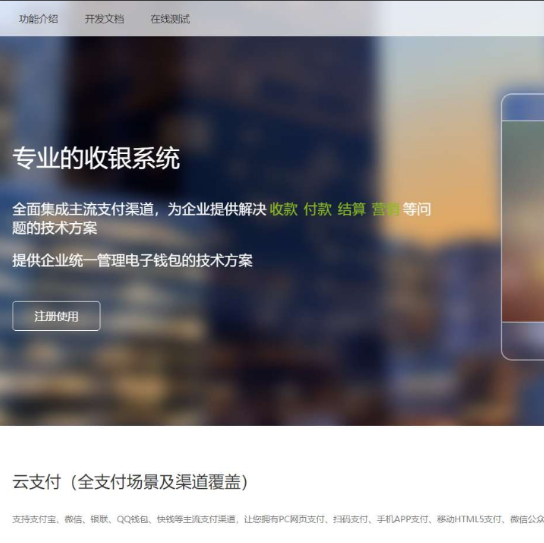 功能介绍 开发文档 在线测试
专业的收银系统
全面集成主流支付渠道，为企业提供解决 收款 付款 结算 营销 等问
题的技术方案
提供企业统一管理电子钱包的技术方案
注册使用
云支付（全支付场景及渠道覆盖）
支持支付宝、微信、银联、QQ钱包、快钱等主流支付渠道，让您拥有PC网页支付、扫码支付、手机APP支付、移动HTML5支付、微信公众